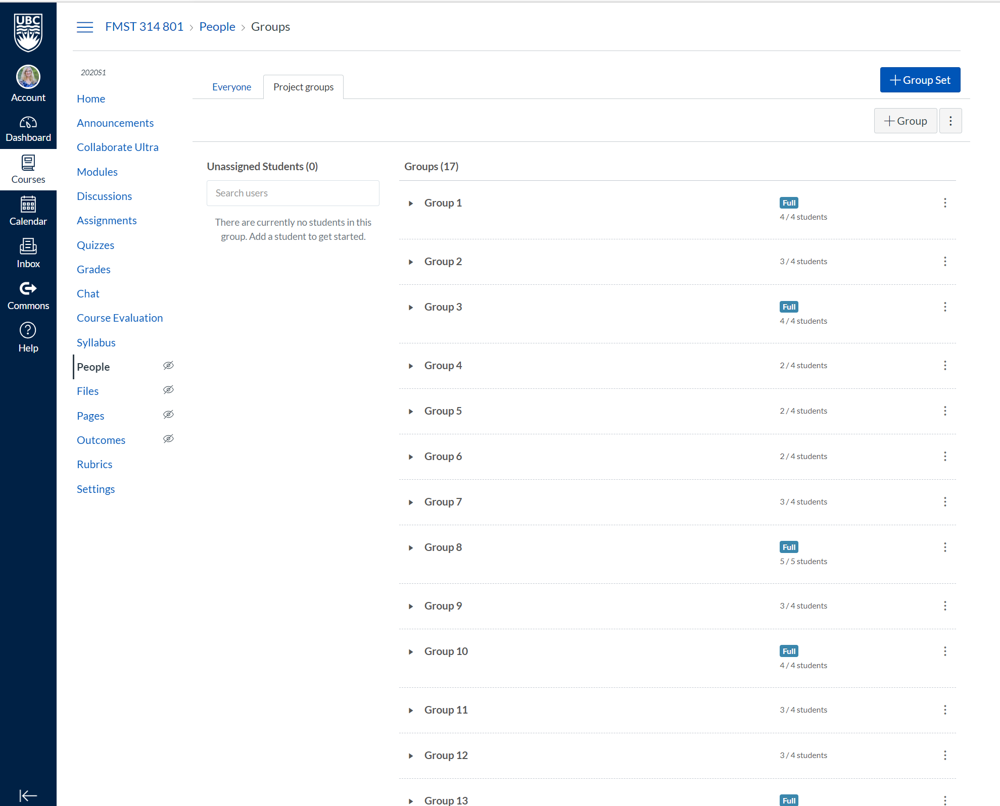 UBC
Account
Dashboard
Courses
Calendar
Inbox
Commons
Help
FMST 314 801 > People > Groups
2020S1
Home
Announcements
Collaborate Ultra
Modules
Discussions
Assignments
Quizzes
Grades
Chat
Course Evaluation
Syllabus
People
Files
Pages
Outcomes
Rubrics
Settings
Everyone
Project groups
+ Group Set
+ Group
Unassigned Students (0)
Search users
There are currently no students in this
group. Add a student to get started.
Groups (17)
Group 1
Full
4 / 4 students
Group 2
3 / 4 students
Group 3
Full
4 / 4 students
Group 4
2 / 4 students
Group 5
2 / 4 students
Group 6
2 / 4 students
Group 7
3 / 4 students
Group 8
Full
5 / 5 students
Group 9
3 / 4 students
Group 10
Full
4 / 4 students
Group 11
3 / 4 students
Group 12
3 / 4 students
Group 13
Full